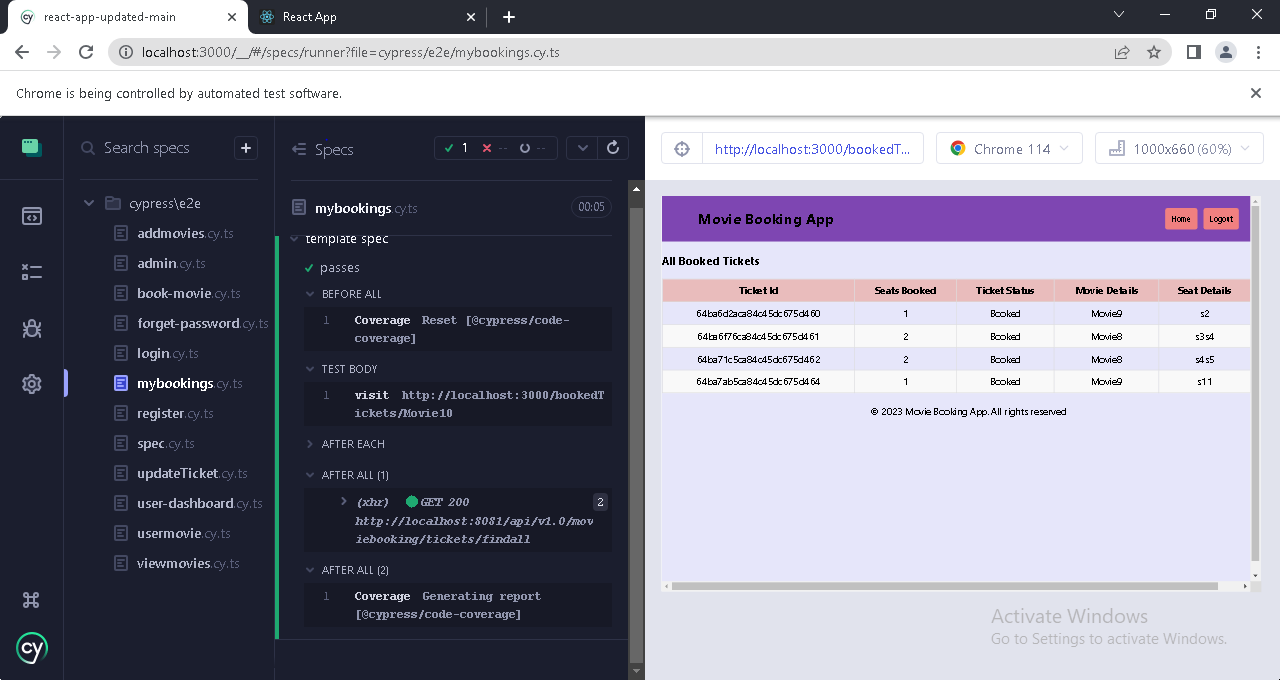 react-app-updated-main
React App
localhost:3000/__/#/specs/runner?file=cypress/e2e/mybookings.cy.ts
Chrome is being controlled by automated test software.
Search specs
cypress\e2e
addmovies.cy.ts
admin.cy.ts
book-movie.cy.ts
forget-password.cy.ts
login.cy.ts
mybookings.cy.ts
register.cy.ts
spec.cy.ts
updateTicket.cy.ts
user-dashboard.cy.ts
usermovie.cy.ts
viewmovies.cy.ts
cy
Specs
1 -- --
mybookings.cy.ts 00:05
template spec
passes
BEFORE ALL
1 Coverage Reset [@cypress/code-
coverage]
TEST BODY
1 visit http://localhost:3000/bookedT
ickets/Movie10
AFTER EACH
AFTER ALL (1)
(xhr) GET 200 2
http://localhost:8081/api/v1.0/mov
iebooking/tickets/findall
AFTER ALL (2)
1 Coverage Generating report
[@cypress/code-coverage]
http://localhost:3000/bookedT...
Chrome 114
1000x660 (60%)
Movie Booking App
Home
Logout
All Booked Tickets
Ticket Id Seats Booked Ticket Status Movie Details Seat Details
64ba6d2aca84c45dc675d460 1 Booked Movie9 s2
64ba6f76ca84c45dc675d461 2 Booked Movie8 s3s4
64ba71c5ca84c45dc675d462 2 Booked Movie8 s4s5
64ba7ab5ca84c45dc675d464 1 Booked Movie9 s11
© 2023 Movie Booking App. All rights reserved
Activate Windows
Go to Settings to activate Windows.